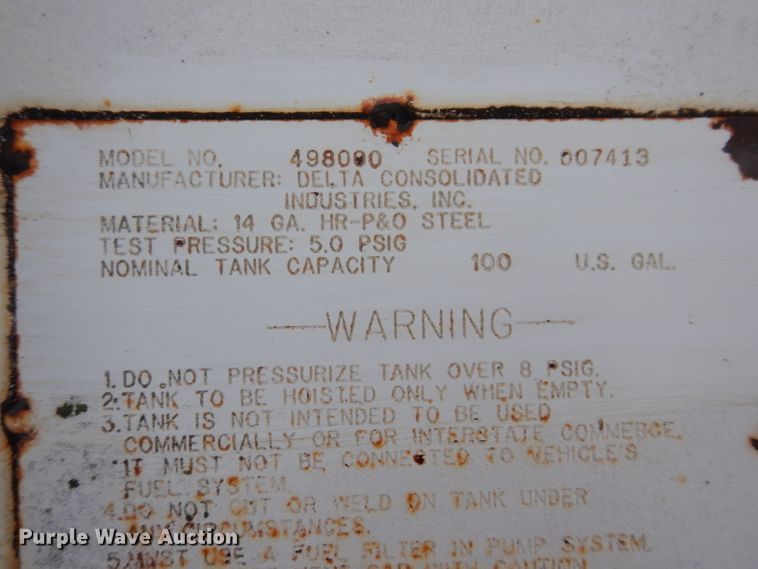 MODEL NO. 498000 SERIAL NO. 007413
MANUFACTURER: DELTA CONSOLIDATED
INDUSTRIES, INC.
MATERIAL: 14 GA. HR-P&O STEEL
TEST PRESSURE: 5.0 PSIG
NOMINAL TANK CAPACITY 100 U.S. GAL.
WARNING
1. DO NOT PRESSURIZE TANK OVER 8 PSIG.
2. TANK TO BE HOISTED ONLY WHEN EMPTY.
3. TANK IS NOT INTENDED TO BE USED
COMMERCIALLY OR FOR INTERSTATE COMMERCE.
IT MUST NOT BE CONNECTED TO VEHICLE'S
FUEL SYSTEM.
4. DO NOT CUT OR WELD ON TANK UNDER
ANY CIRCUMSTANCES.
5. MUST USE A FUEL FILTER IN PUMP SYSTEM.
CAP WITH CAUTION
Purple Wave Auction